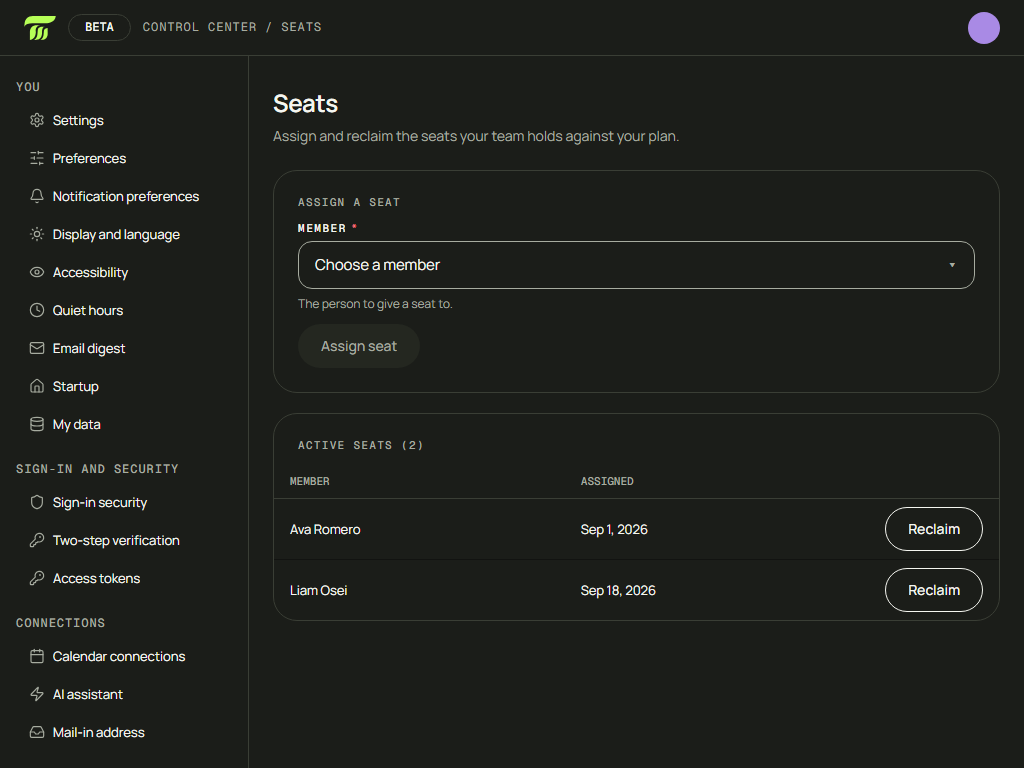 BETA
CONTROL CENTER / SEATS
YOU
Settings
Preferences
Notification preferences
Display and language
Accessibility
Quiet hours
Email digest
Startup
My data
SIGN-IN AND SECURITY
Sign-in security
Two-step verification
Access tokens
CONNECTIONS
Calendar connections
AI assistant
Mail-in address
Seats
Assign and reclaim the seats your team holds against your plan.
ASSIGN A SEAT
MEMBER *
Choose a member
The person to give a seat to.
Assign seat
ACTIVE SEATS (2)
MEMBER ASSIGNED
Ava Romero Sep 1, 2026 Reclaim
Liam Osei Sep 18, 2026 Reclaim